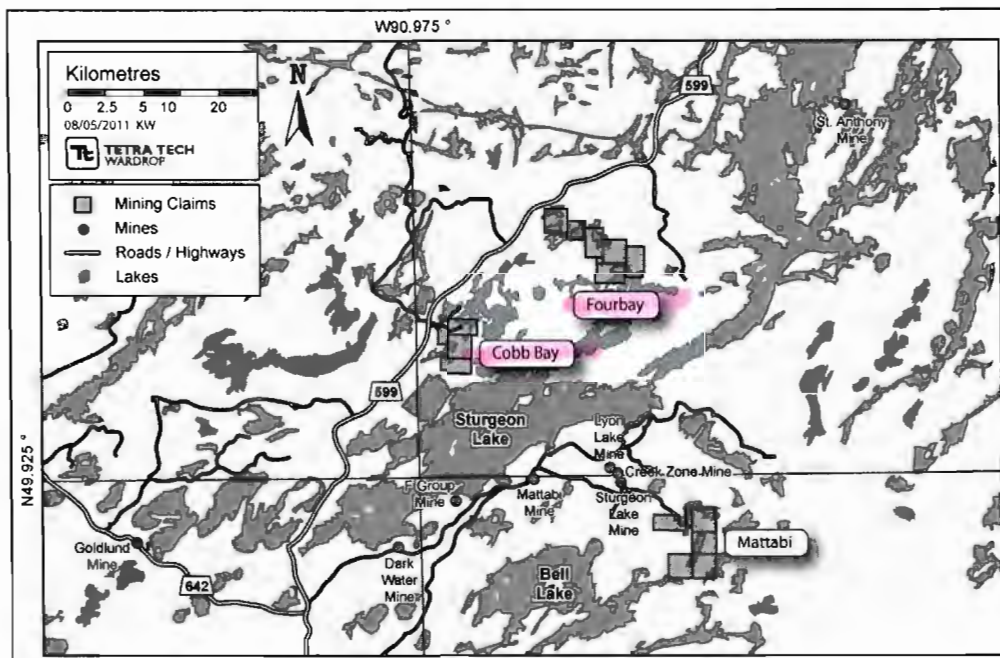 W90.975 °
Kilometres
0 2.5 5 10 20
08/05/2011 KW
Tt TETRA TECH
WARDROP
N
Mining Claims
Mines
Roads / Highways
Lakes
599
St. Anthony
Mine
Fourbay
Cobb Bay
599
Sturgeon
Lake
Lyon
Lake
Mine
Creek Zone Mine
N49.925 °
F Group
Mine
Mattabi
Mine
Sturgeon
Lake
Mine
Mattabi
Goldlund
Mine
642
Dark
Water
Mine
Bell
Lake